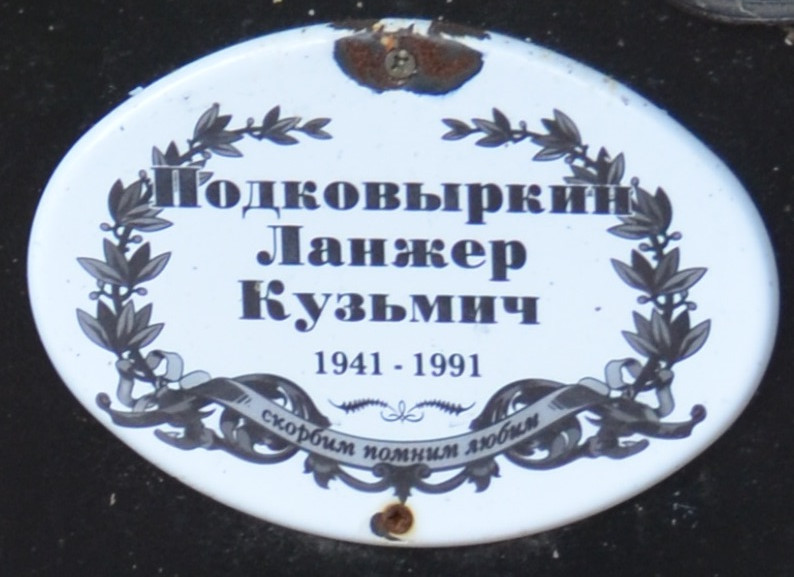 Подковыркин
Ланжер
Кузьмич
1941 - 1991
скорбим помним любим